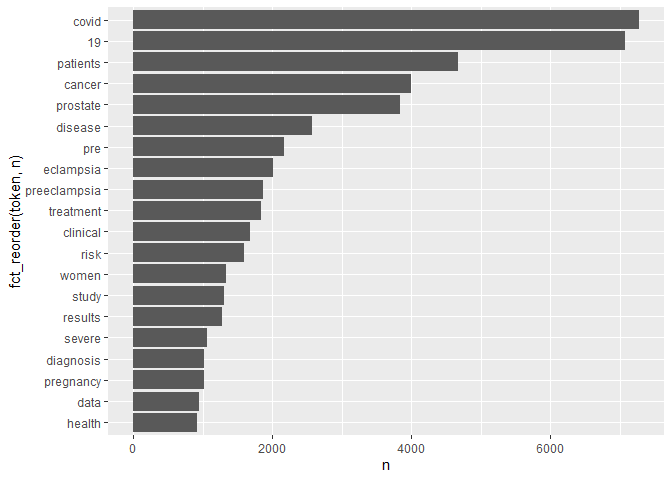 covid
19
patients
cancer
prostate
disease
pre
eclampsia
preeclampsia
treatment
clinical
risk
women
study
results
severe
diagnosis
pregnancy
data
health
fct_reorder(token, n)
0 2000 4000 6000
n